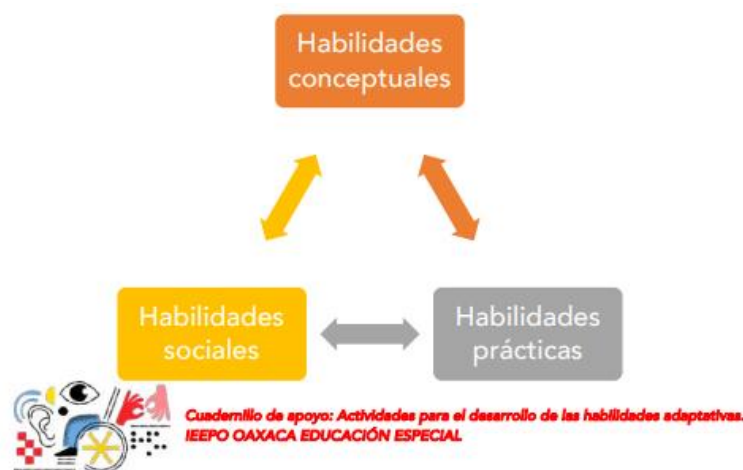 Habilidades
conceptuales
Habilidades
sociales
Habilidades
prácticas
Cuadernillo de apoyo: Actividades para el desarrollo de las habilidades adaptativas.
IEEPO OAXACA EDUCACIÓN ESPECIAL